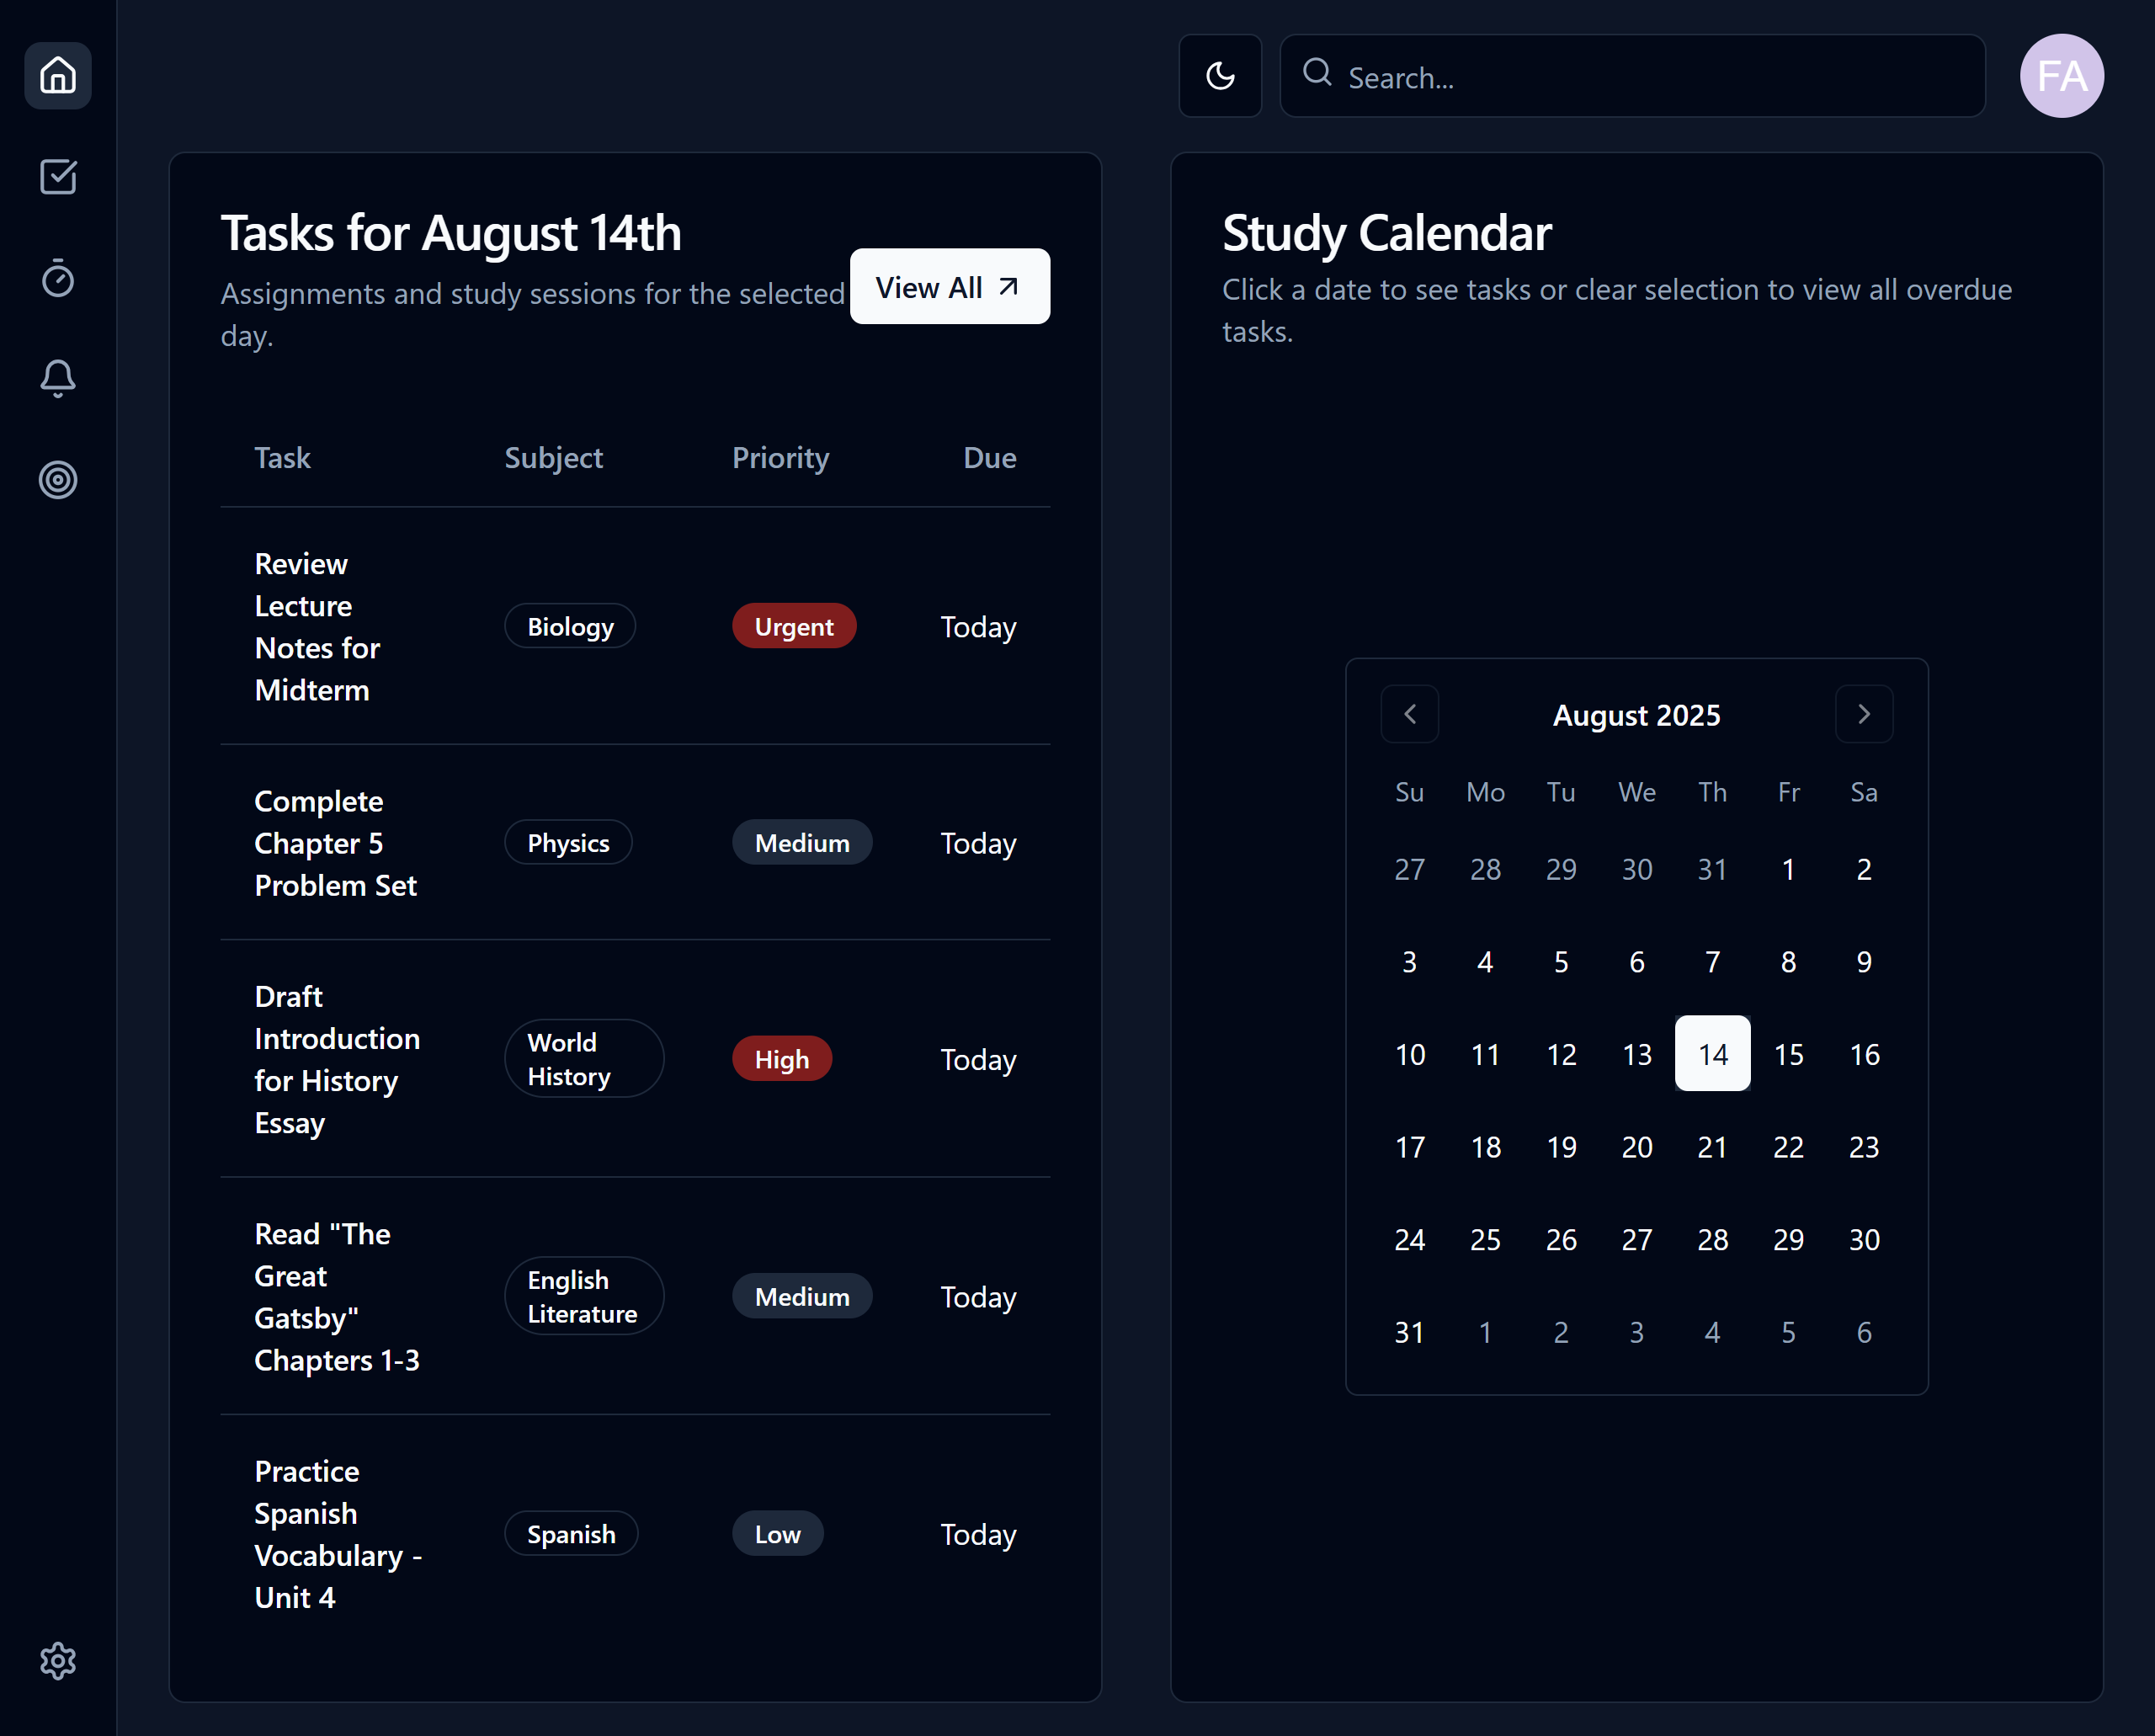 Search...
FA
Tasks for August 14th
Assignments and study sessions for the selected
day.
View All
Task Subject Priority Due
Review
Lecture
Notes for
Midterm
Biology
Urgent
Today
Complete
Chapter 5
Problem Set
Physics
Medium
Today
Draft
Introduction
for History
Essay
World
History
High
Today
Read "The
Great
Gatsby"
Chapters 1-3
English
Literature
Medium
Today
Practice
Spanish
Vocabulary -
Unit 4
Spanish
Low
Today
Study Calendar
Click a date to see tasks or clear selection to view all overdue
tasks.
August 2025
Su Mo Tu We Th Fr Sa
27 28 29 30 31 1 2
3 4 5 6 7 8 9
10 11 12 13 14 15 16
17 18 19 20 21 22 23
24 25 26 27 28 29 30
31 1 2 3 4 5 6